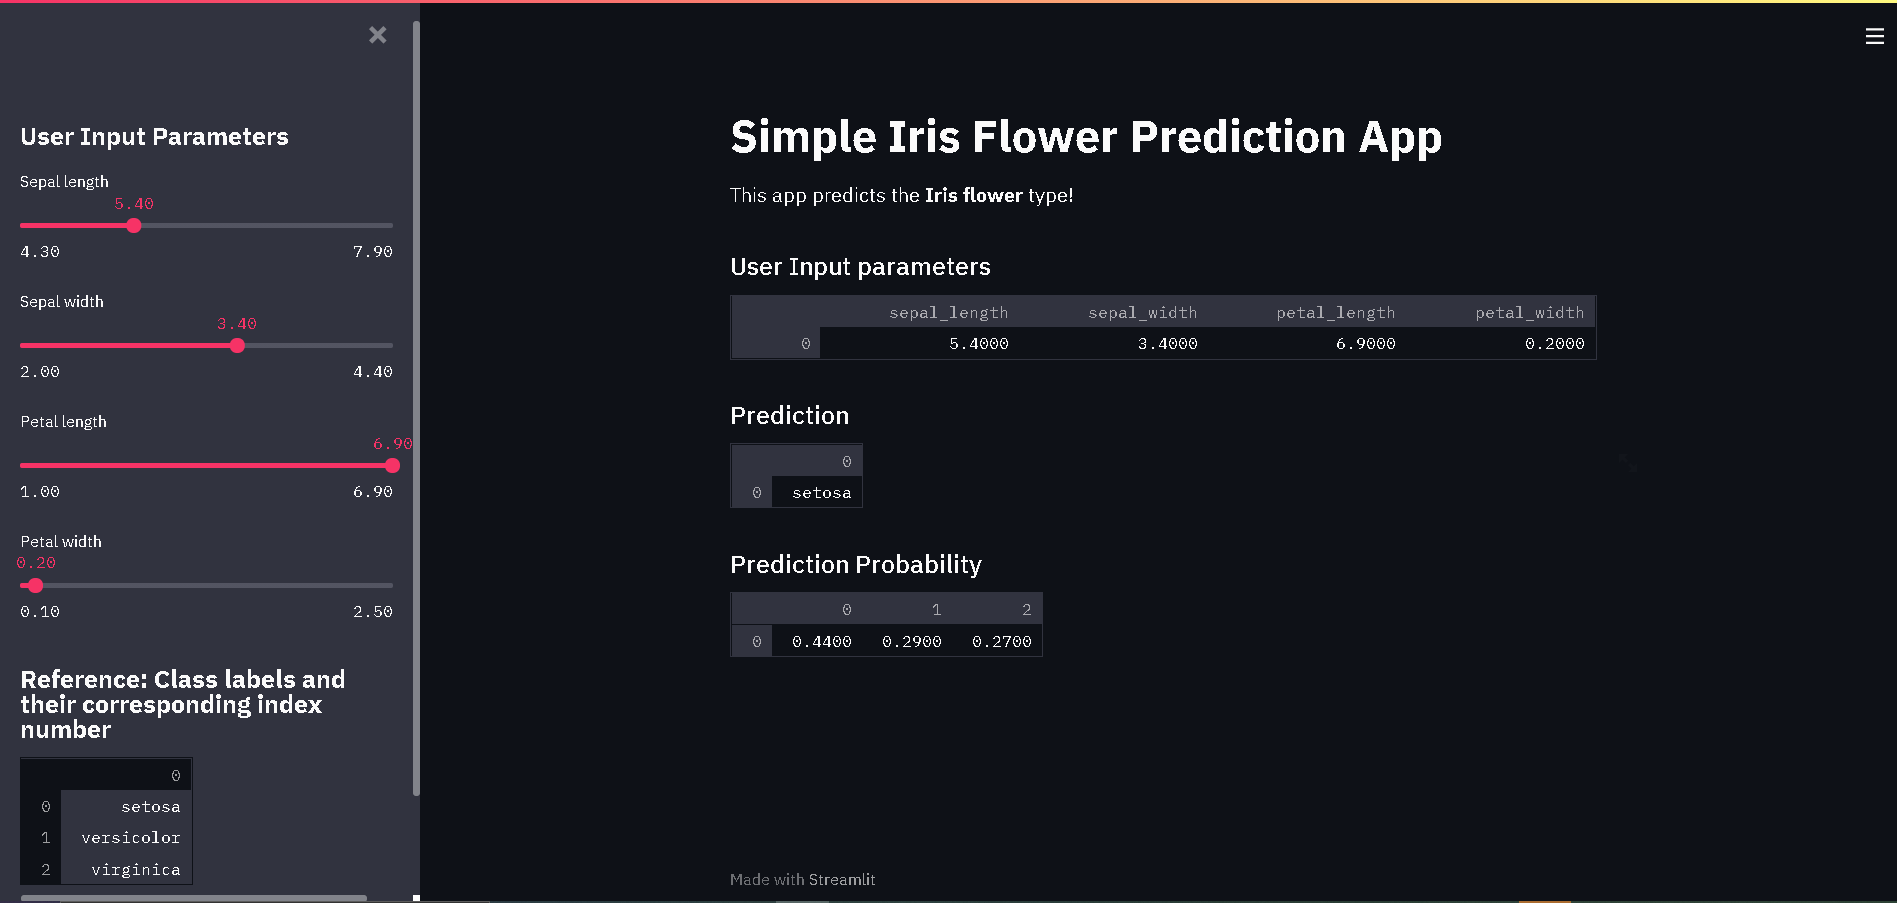 User Input Parameters
Sepal length
5.40
4.30 7.90
Sepal width
3.40
2.00 4.40
Petal length
6.90
1.00 6.90
Petal width
0.20
0.10 2.50
Reference: Class labels and
their corresponding index
number
0
0 setosa
1 versicolor
2 virginica
Simple Iris Flower Prediction App
This app predicts the Iris flower type!
User Input parameters
sepal_length sepal_width petal_length petal_width
0 5.4000 3.4000 6.9000 0.2000
Prediction
0
0 setosa
Prediction Probability
0 1 2
0 0.4400 0.2900 0.2700
Made with Streamlit